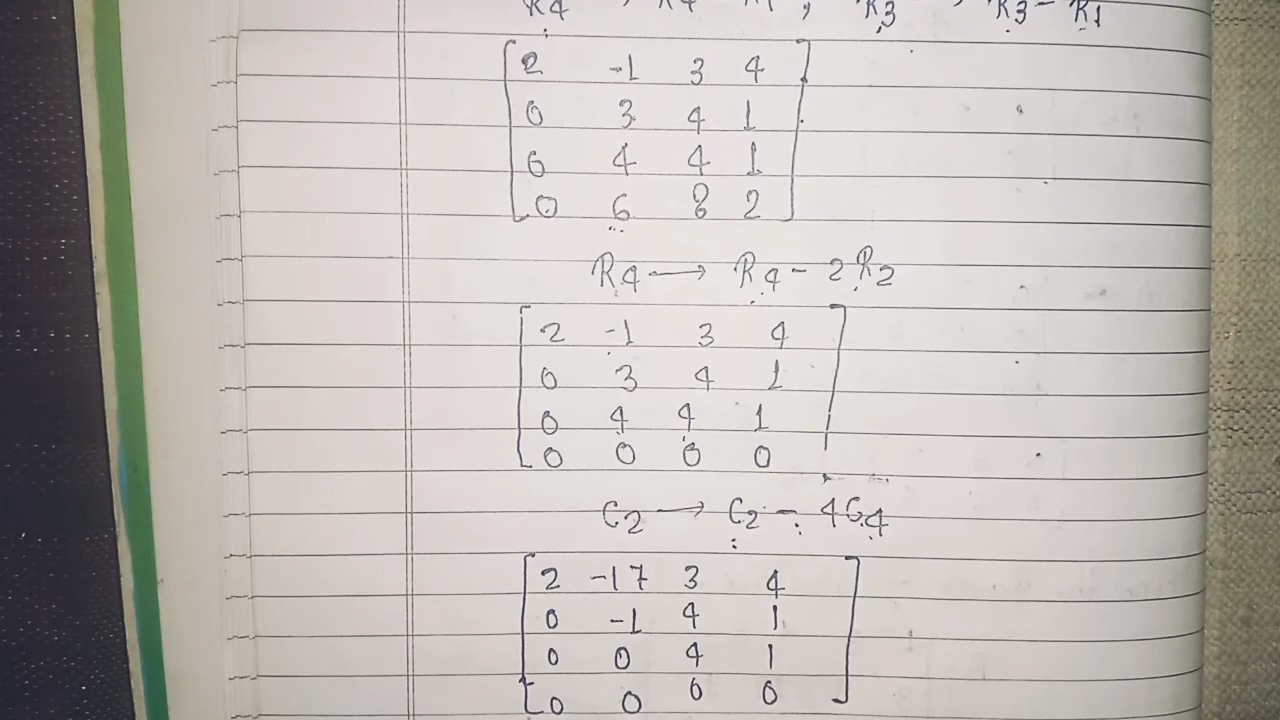 R4 R4 R1 , R3 R3 - R1
2 -1 3 4
0 3 4 1
0 4 4 1
0 6 8 2
R4 → R4 - 2 R2
2 -1 3 4
0 3 4 1
0 4 4 1
0 0 0 0
C2 → C2 - 4C4
2 -17 3 4
0 -1 4 1
0 0 4 1
0 0 0 0